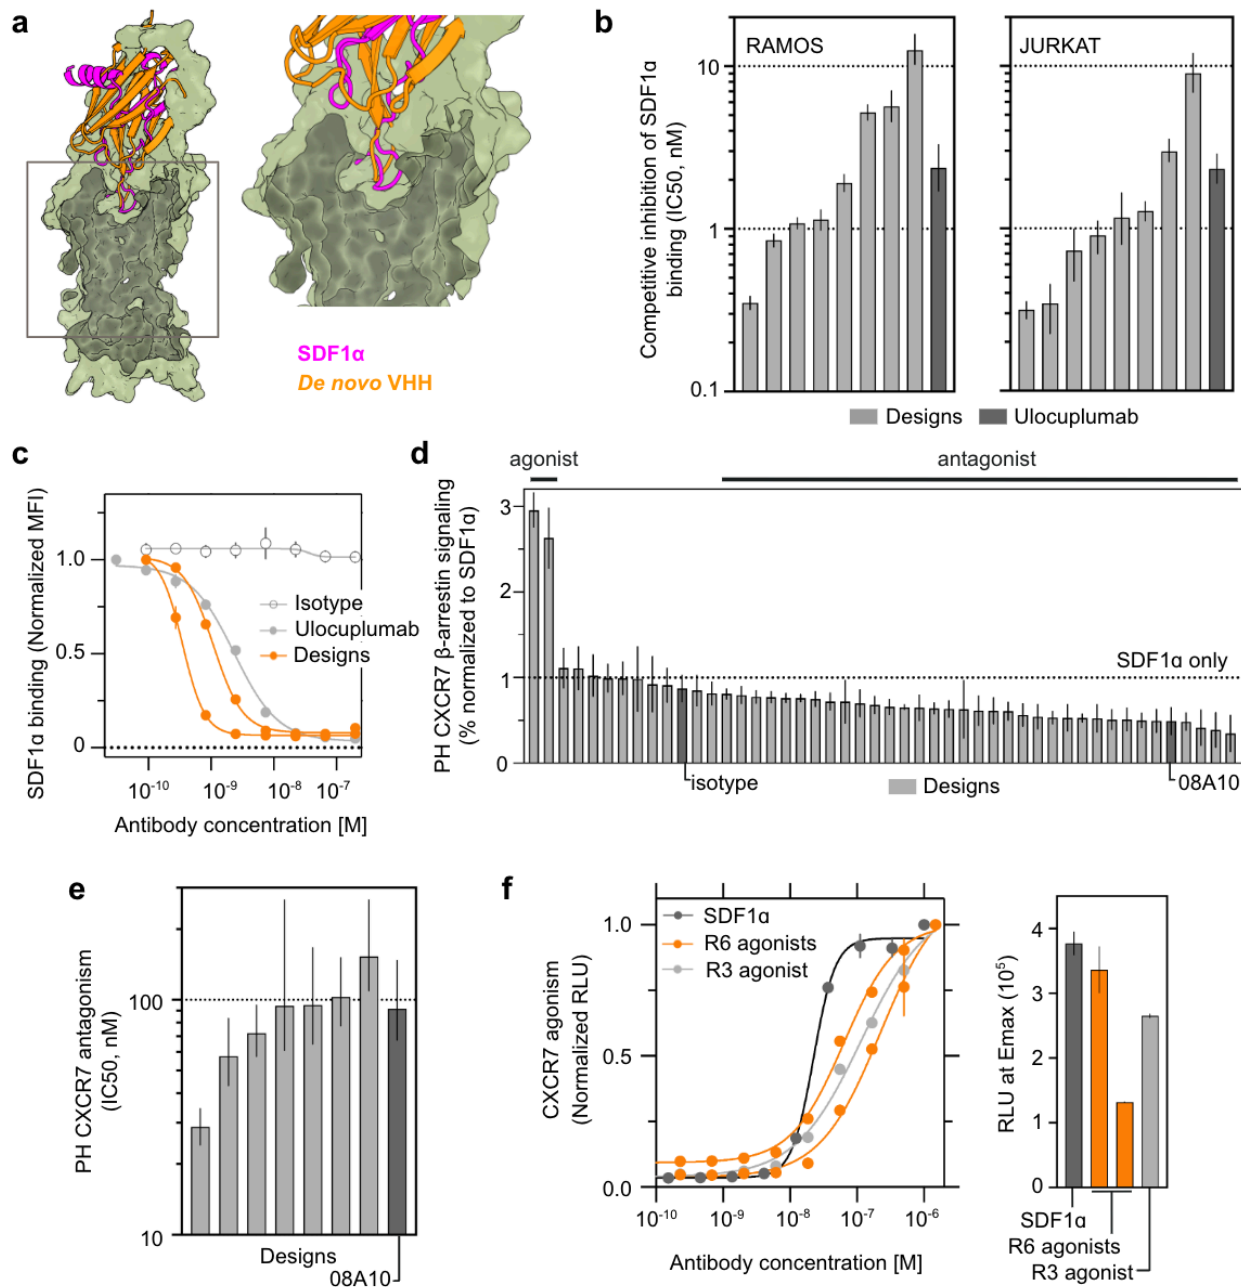 a
SDF1α
De novo VHH
b
Competitive inhibition of SDF1α
binding (IC50, nM)
RAMOS
JURKAT
10
1
0.1
Designs
Ulocuplumab
c
SDF1α binding (Normalized MFI)
1.0
0.5
0
Isotype
Ulocuplumab
Designs
10⁻¹⁰
10⁻⁹
10⁻⁸
10⁻⁷
Antibody concentration [M]
d
agonist
antagonist
PH CXCR7 β-arrestin signaling
(% normalized to SDF1α)
3
2
1
0
SDF1α only
isotype
Designs
08A10
e
PH CXCR7 antagonism
(IC50, nM)
100
10
Designs
08A10
f
CXCR7 agonism
(Normalized RLU)
1.0
0.5
0.0
SDF1α
R6 agonists
R3 agonist
10⁻¹⁰
10⁻⁹
10⁻⁸
10⁻⁷
10⁻⁶
Antibody concentration [M]
RLU at Emax (10⁵)
4
3
2
1
0
SDF1α
R6 agonists
R3 agonist